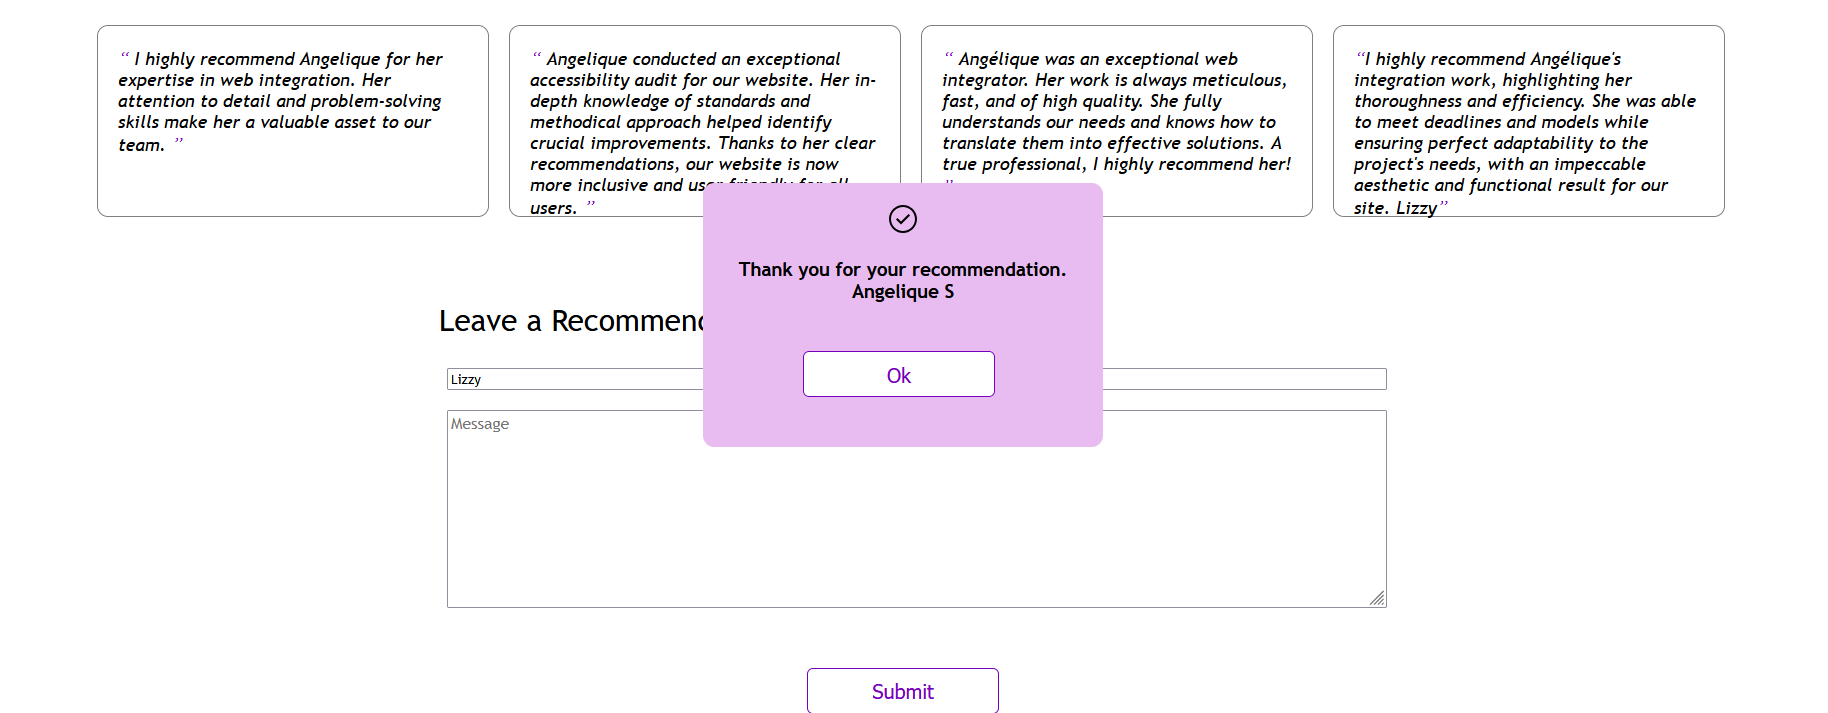 “ I highly recommend Angelique for her
expertise in web integration. Her
attention to detail and problem-solving
skills make her a valuable asset to our
team. ”
“ Angelique conducted an exceptional
accessibility audit for our website. Her in-
depth knowledge of standards and
methodical approach helped identify
crucial improvements. Thanks to her clear
recommendations, our website is now
more inclusive and user friendly for all
users. ”
“ Angélique was an exceptional web
integrator. Her work is always meticulous,
fast, and of high quality. She fully
understands our needs and knows how to
translate them into effective solutions. A
true professional, I highly recommend her!
”
“I highly recommend Angélique's
integration work, highlighting her
thoroughness and efficiency. She was able
to meet deadlines and models while
ensuring perfect adaptability to the
project's needs, with an impeccable
aesthetic and functional result for our
site. Lizzy”
Thank you for your recommendation.
Angelique S
Ok
Leave a Recommend
Lizzy
Message
Submit